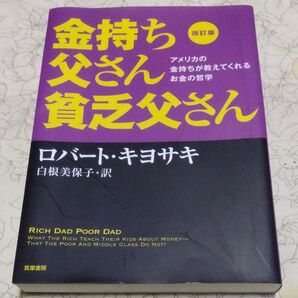 金持ち
父さん
貧乏父さん
改訂版
アメリカの
金持ちが教えてくれる
お金の哲学
ロバート・キヨサキ
白根美保子・訳
RICH DAD POOR DAD
WHAT THE RICH TEACH THEIR KIDS ABOUT MONEY—
THAT THE POOR AND MIDDLE CLASS DO NOT!
筑摩書房